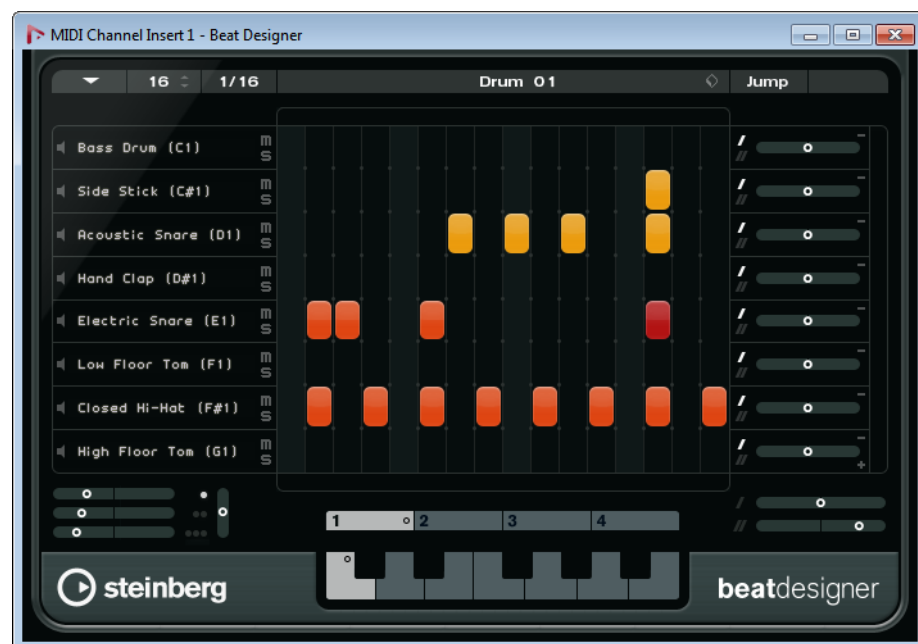 MIDI Channel Insert 1 - Beat Designer
16 1/16 Drum 01 Jump
Bass Drum (C1) m s
Side Stick (C#1) m s
Acoustic Snare (D1) m s
Hand Clap (D#1) m s
Electric Snare (E1) m s
Low Floor Tom (F1) m s
Closed Hi-Hat (F#1) m s
High Floor Tom (G1) m s
1 2 3 4
steinberg
beatdesigner